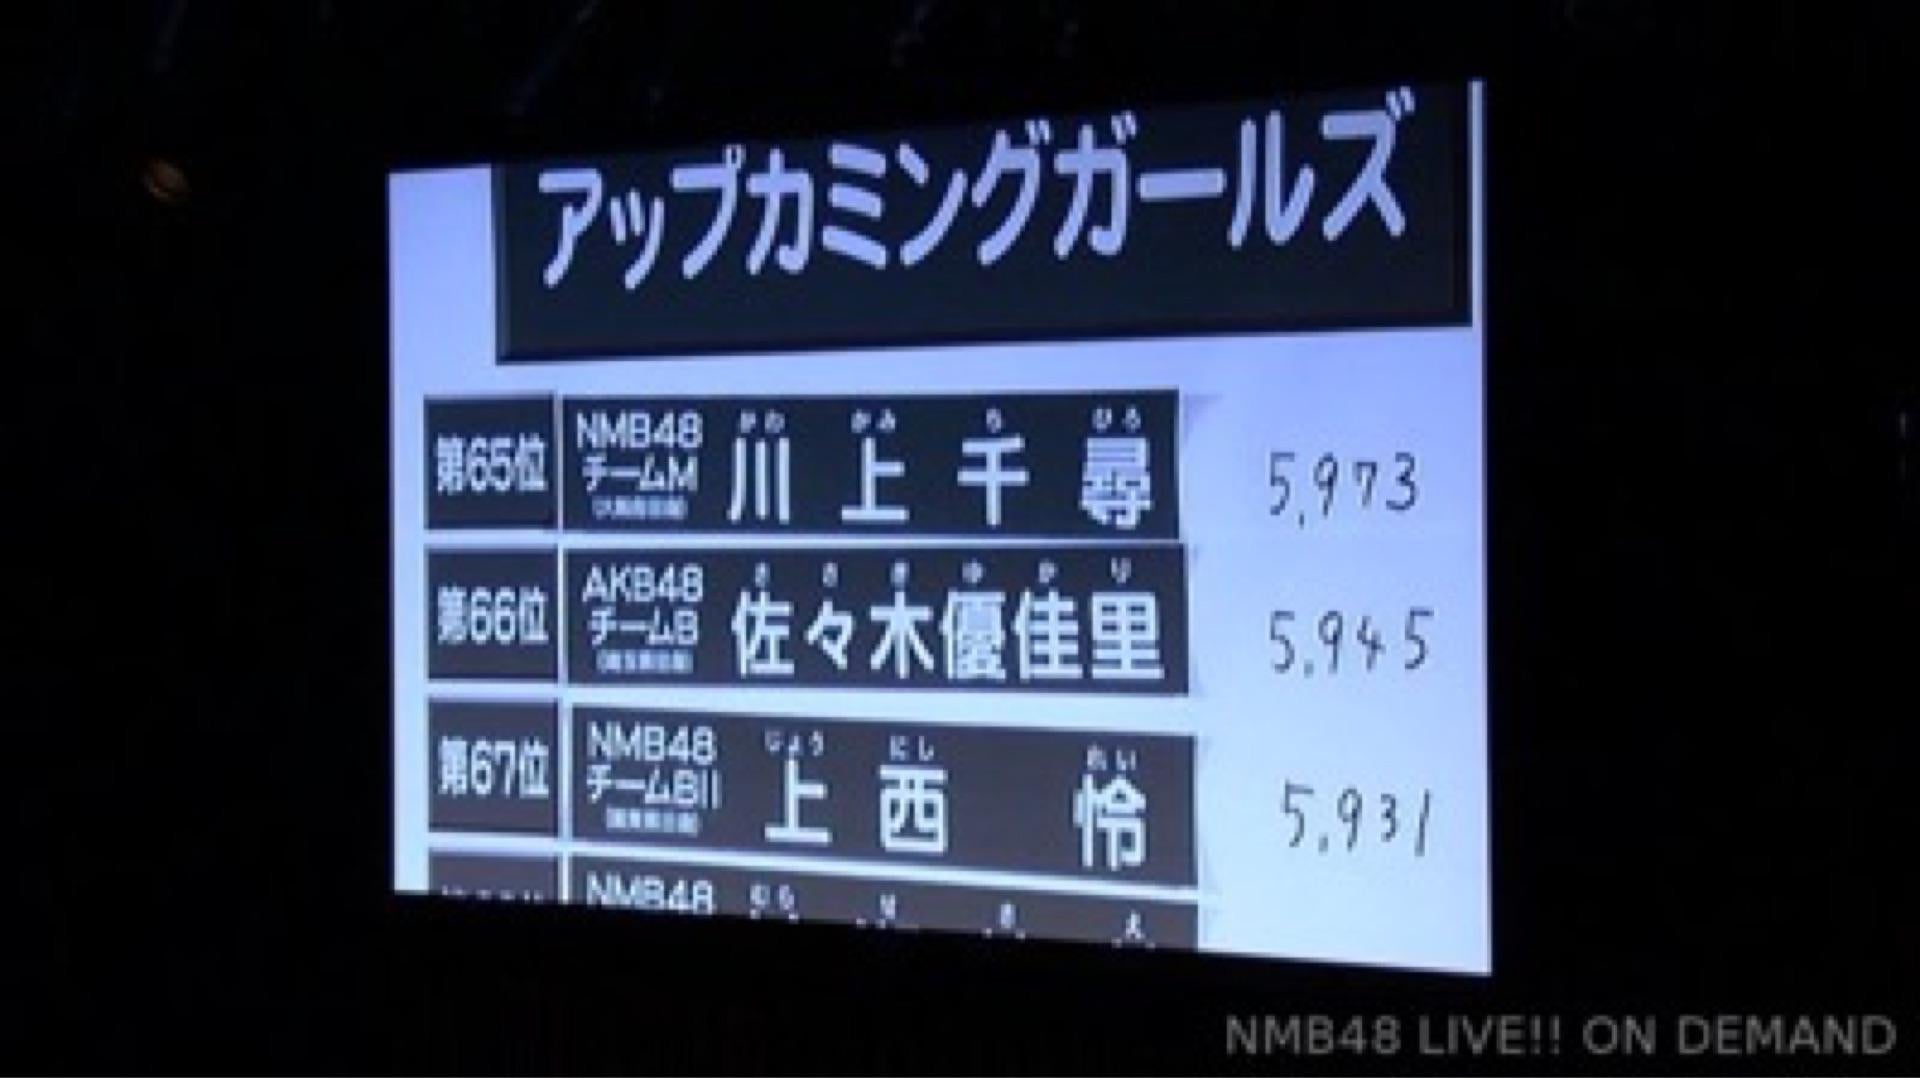 アップカミングガールズ
第65位 NMB48 チームM 川上千尋 かわ かみ ち ひろ 5,973
第66位 AKB48 チームB 佐々木優佳里 さ さ き ゆ か り 5,945
第67位 NMB48 チームBII 上西怜 じょう にし れい 5,931
NMB48
NMB48 LIVE!! ON DEMAND